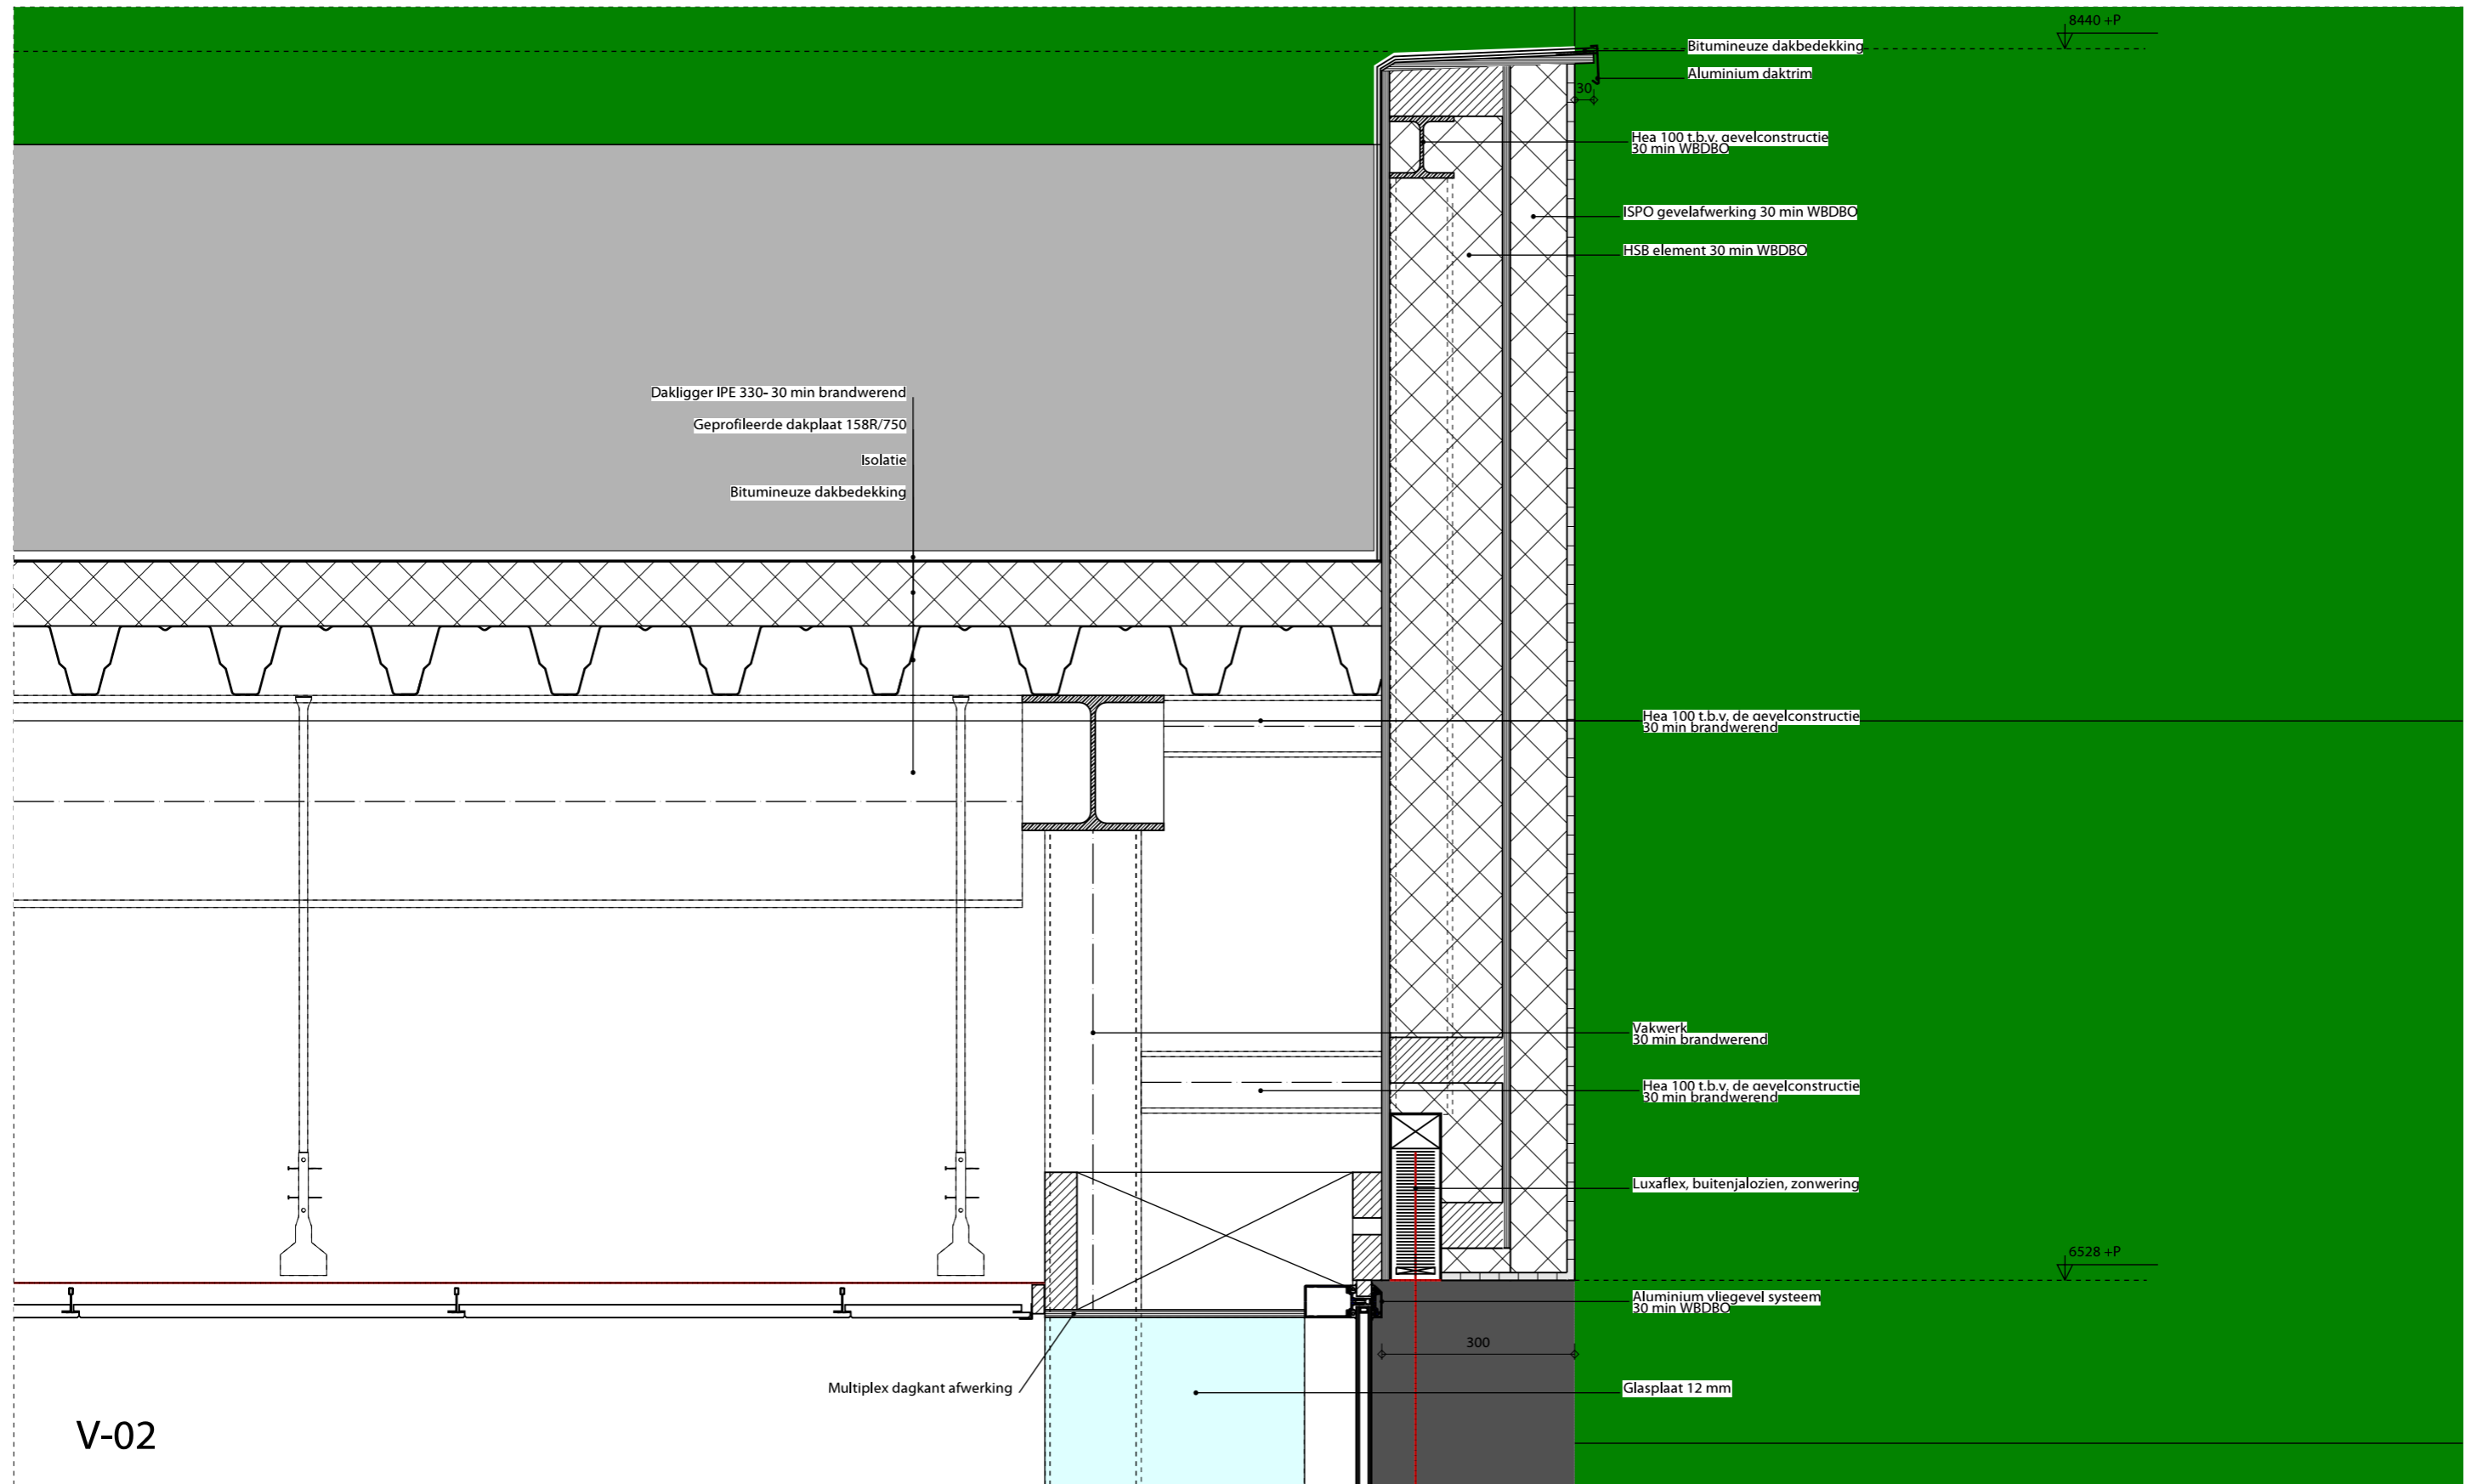 8440 +P
Bitumineuze dakbedekking
Aluminium daktrim
30
Hea 100 t.b.v. gevelconstructie
30 min WBDBO
ISPO gevelafwerking 30 min WBDBO
HSB element 30 min WBDBO
Dakligger IPE 330- 30 min brandwerend
Geprofileerde dakplaat 158R/750
Isolatie
Bitumineuze dakbedekking
Hea 100 t.b.v. de gevelconstructie
30 min brandwerend
Vakwerk
30 min brandwerend
Hea 100 t.b.v. de gevelconstructie
30 min brandwerend
Luxaflex, buitenjalozien, zonwering
6528 +P
Aluminium vliegevel systeem
30 min WBDBO
300
Multiplex dagkant afwerking
Glasplaat 12 mm
V-02